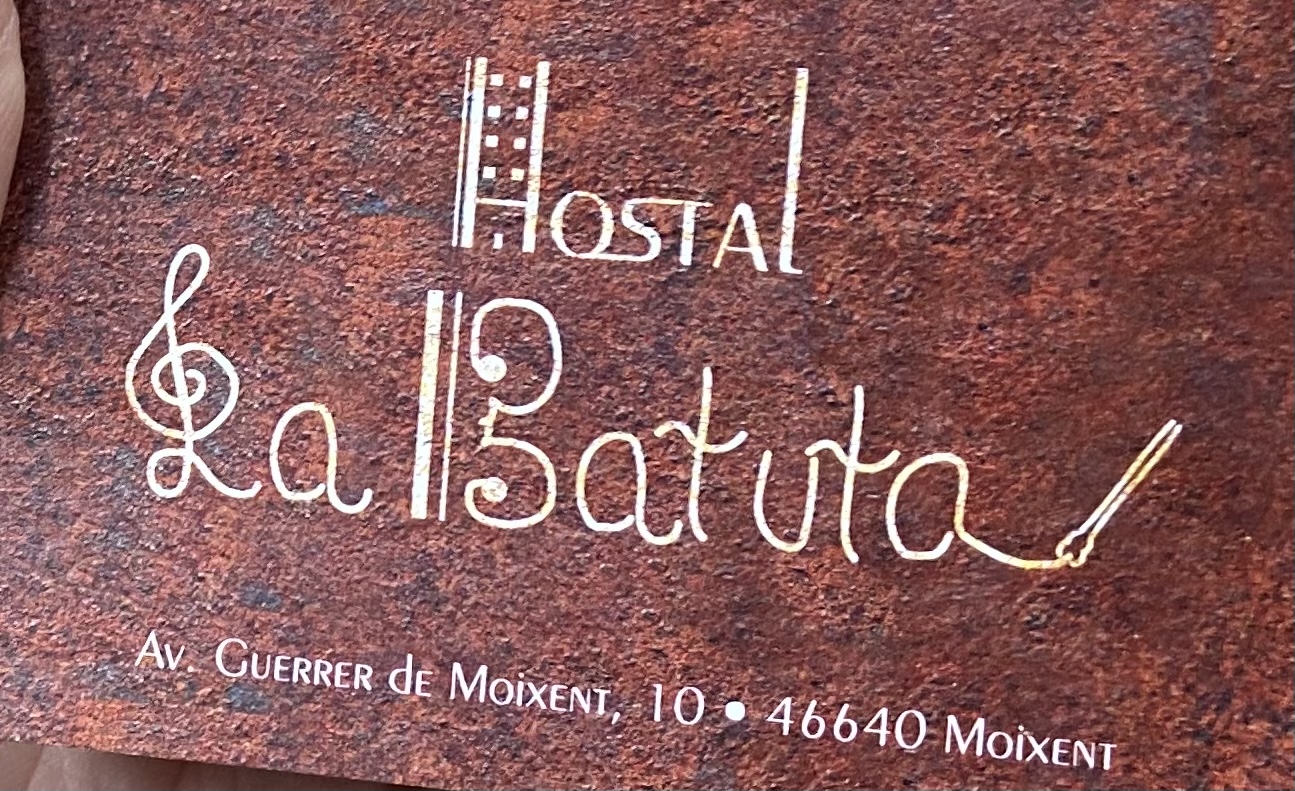 Hostal
La Batuta
Av. Guerrer de Moixent, 10 • 46640 Moixent